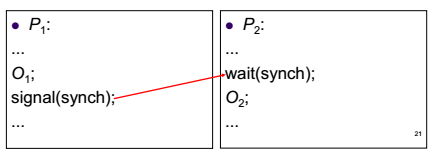 • P₁:
...
O₁;
signal(synch);
...
• P₂:
...
wait(synch);
O₂;
...
21